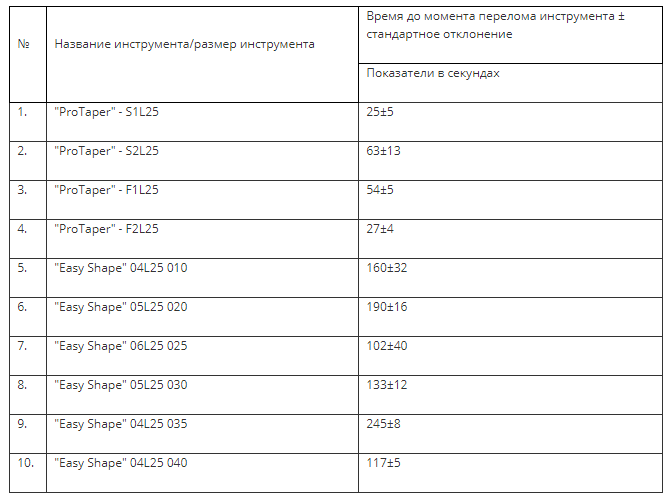 №
Название инструмента/размер инструмента
Время до момента перелома инструмента ±
стандартное отклонение
Показатели в секундах
1. "ProTaper" - S1L25 25±5
2. "ProTaper" - S2L25 63±13
3. "ProTaper" - F1L25 54±5
4. "ProTaper" - F2L25 27±4
5. "Easy Shape" 04L25 010 160±32
6. "Easy Shape" 05L25 020 190±16
7. "Easy Shape" 06L25 025 102±40
8. "Easy Shape" 05L25 030 133±12
9. "Easy Shape" 04L25 035 245±8
10. "Easy Shape" 04L25 040 117±5